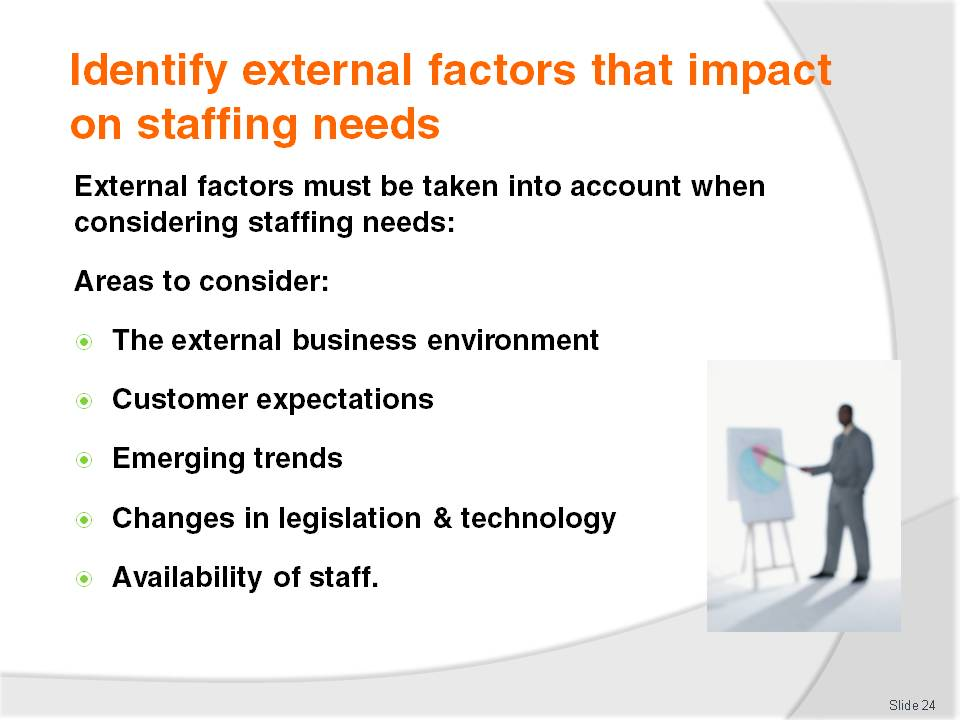 Identify external factors that impact
on staffing needs
External factors must be taken into account when
considering staffing needs:
Areas to consider:
The external business environment
Customer expectations
Emerging trends
Changes in legislation & technology
Availability of staff.
Slide 24